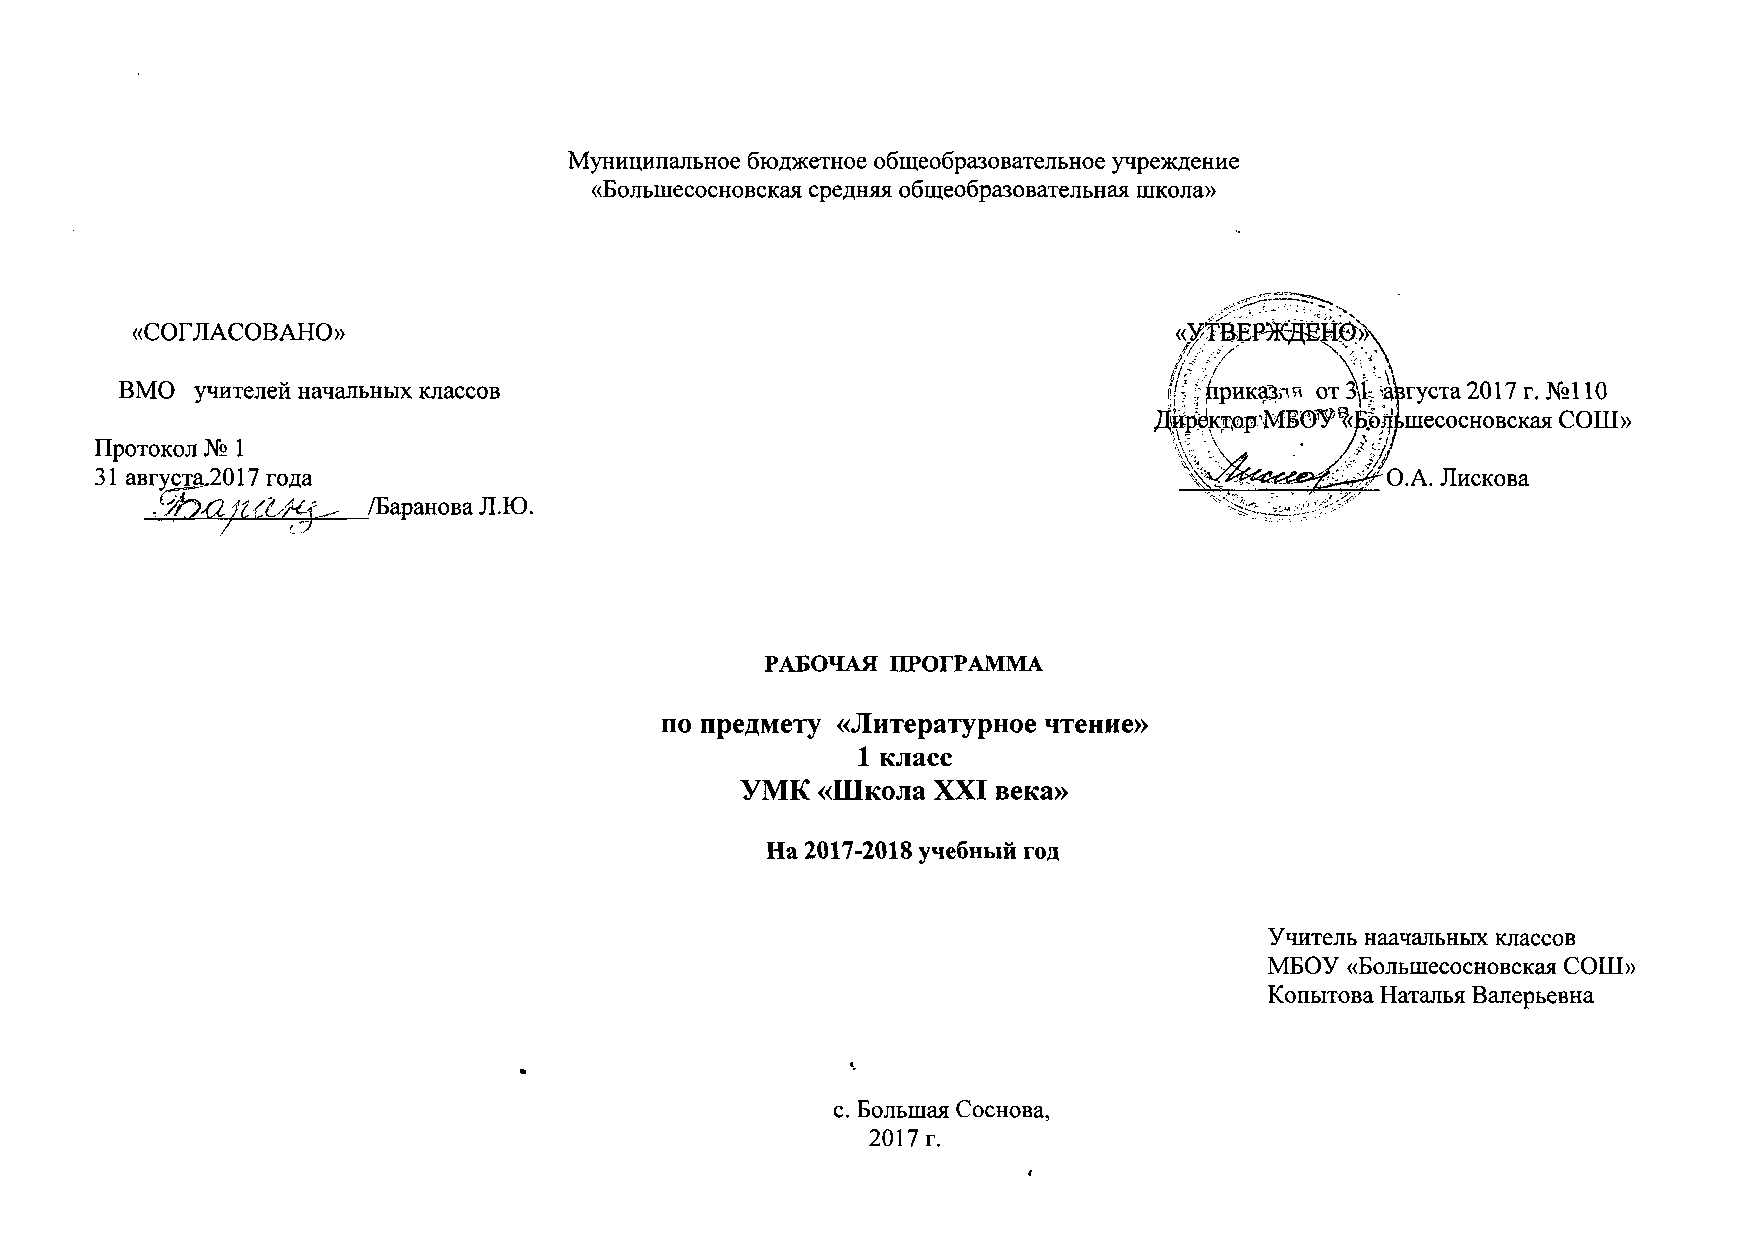 Муниципальное бюджетное общеобразовательное учреждение
«Большесосновская средняя общеобразовательная школа»
«СОГЛАСОВАНО»
ВМО учителей начальных классов
Протокол № 1
31 августа.2017 года
/Баранова Л.Ю.
«УТВЕРЖДЕНО»
приказ от 31 августа 2017 г. №110
Директор МБОУ «Большесосновская СОШ»
О.А. Лискова
РАБОЧАЯ ПРОГРАММА
по предмету «Литературное чтение»
1 класс
УМК «Школа XXI века»
На 2017-2018 учебный год
Учитель наачальных классов
МБОУ «Большесосновская СОШ»
Копытова Наталья Валерьевна
с. Большая Соснова,
2017 г.